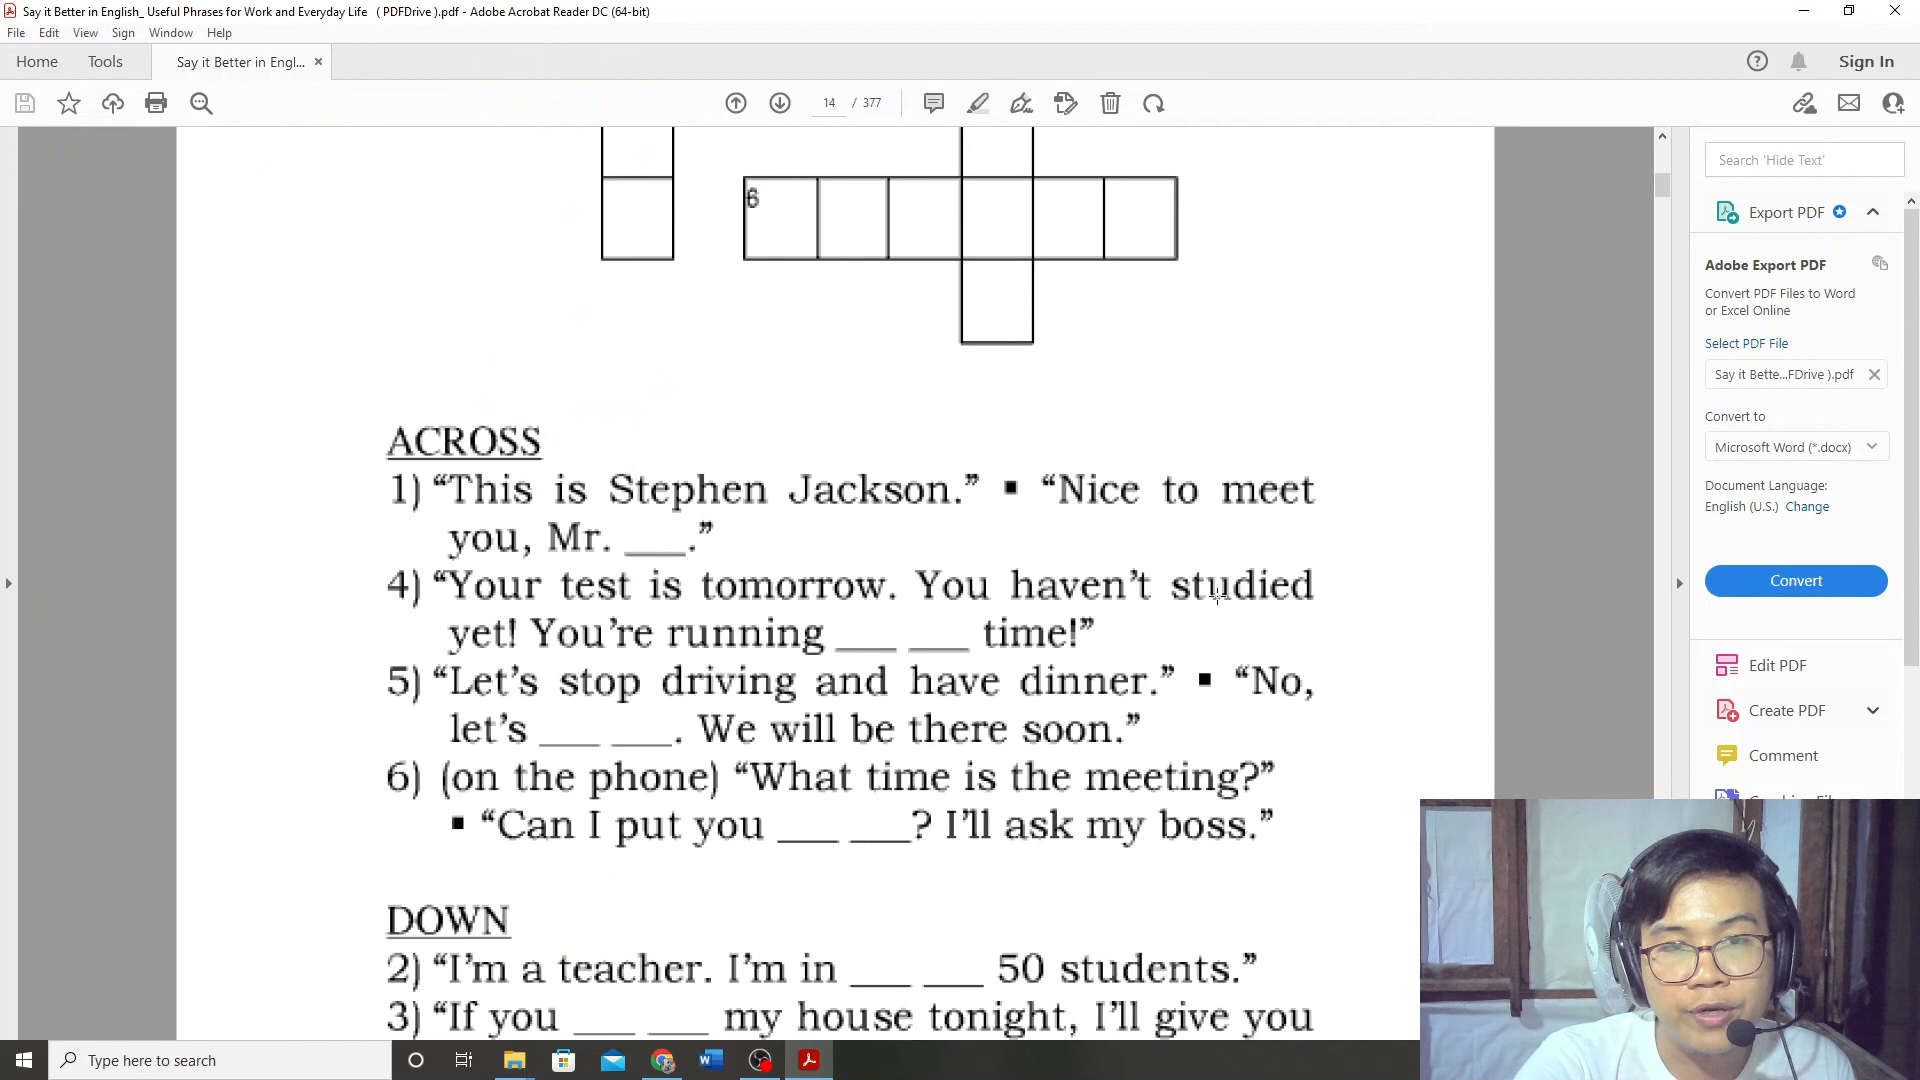 Say it Better in English_ Useful Phrases for Work and Everyday Life ( PDFDrive ).pdf - Adobe Acrobat Reader DC (64-bit)
File Edit View Sign Window Help
Home Tools Say it Better in Engl... × Sign In
14 / 377
Search 'Hide Text'
6
Export PDF
Adobe Export PDF
Convert PDF Files to Word
or Excel Online
Select PDF File
Say it Bette...FDrive ).pdf
Convert to
Microsoft Word (*.docx)
Document Language:
English (U.S.) Change
Convert
Edit PDF
Create PDF
Comment
ACROSS
1) “This is Stephen Jackson.” ▪ “Nice to meet
you, Mr. ___.”
4) “Your test is tomorrow. You haven’t studied
yet! You’re running ___ ___ time!”
5) “Let’s stop driving and have dinner.” ▪ “No,
let’s ___ ___. We will be there soon.”
6) (on the phone) “What time is the meeting?”
▪ “Can I put you ___ ___? I’ll ask my boss.”
DOWN
2) “I’m a teacher. I’m in ___ ___ 50 students.”
3) “If you ___ ___ my house tonight, I’ll give you
Type here to search